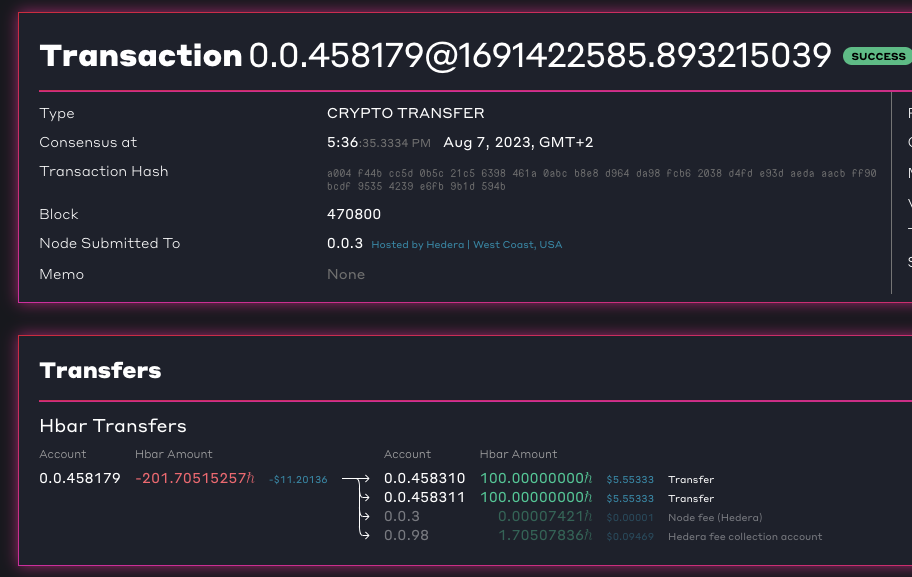 Transaction 0.0.458179@1691422585.893215039 SUCCESS
Type CRYPTO TRANSFER
Consensus at 5:36:35.3334 PM Aug 7, 2023, GMT+2
Transaction Hash a004 f44b cc5d 0b5c 21c5 6398 461a 0abc b8e8 d964 da98 fcb6 2038 d4fd e93d aeda aacb ff90
bcdf 9535 4239 e6fb 9b1d 594b
Block 470800
Node Submitted To 0.0.3 Hosted by Hedera | West Coast, USA
Memo None
Transfers
Hbar Transfers
Account Hbar Amount Account Hbar Amount
0.0.458179 -201.70515257ℏ -$11.20136 0.0.458310 100.00000000ℏ $5.55333 Transfer
0.0.458311 100.00000000ℏ $5.55333 Transfer
0.0.3 0.00007421ℏ $0.00001 Node fee (Hedera)
0.0.98 1.70507836ℏ $0.09469 Hedera fee collection account